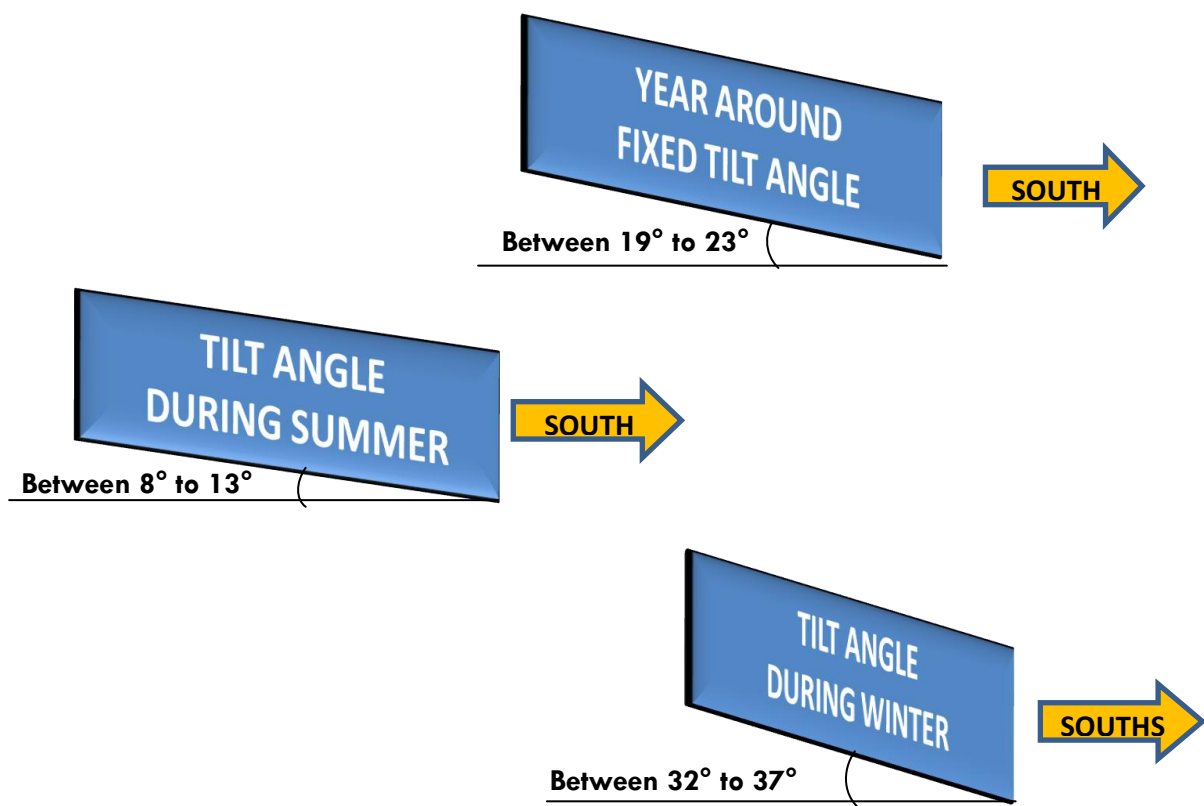 YEAR AROUND
FIXED TILT ANGLE
SOUTH
Between 19° to 23°
TILT ANGLE
DURING SUMMER
SOUTH
Between 8° to 13°
TILT ANGLE
DURING WINTER
SOUTHS
Between 32° to 37°